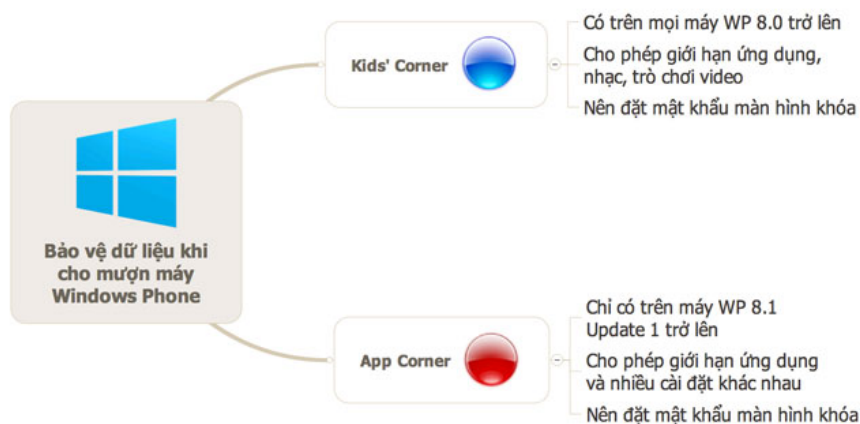 Bảo vệ dữ liệu khi
cho mượn máy
Windows Phone
Kids' Corner
Có trên mọi máy WP 8.0 trở lên
Cho phép giới hạn ứng dụng,
nhạc, trò chơi video
Nên đặt mật khẩu màn hình khóa
App Corner
Chỉ có trên máy WP 8.1
Update 1 trở lên
Cho phép giới hạn ứng dụng
và nhiều cài đặt khác nhau
Nên đặt mật khẩu màn hình khóa